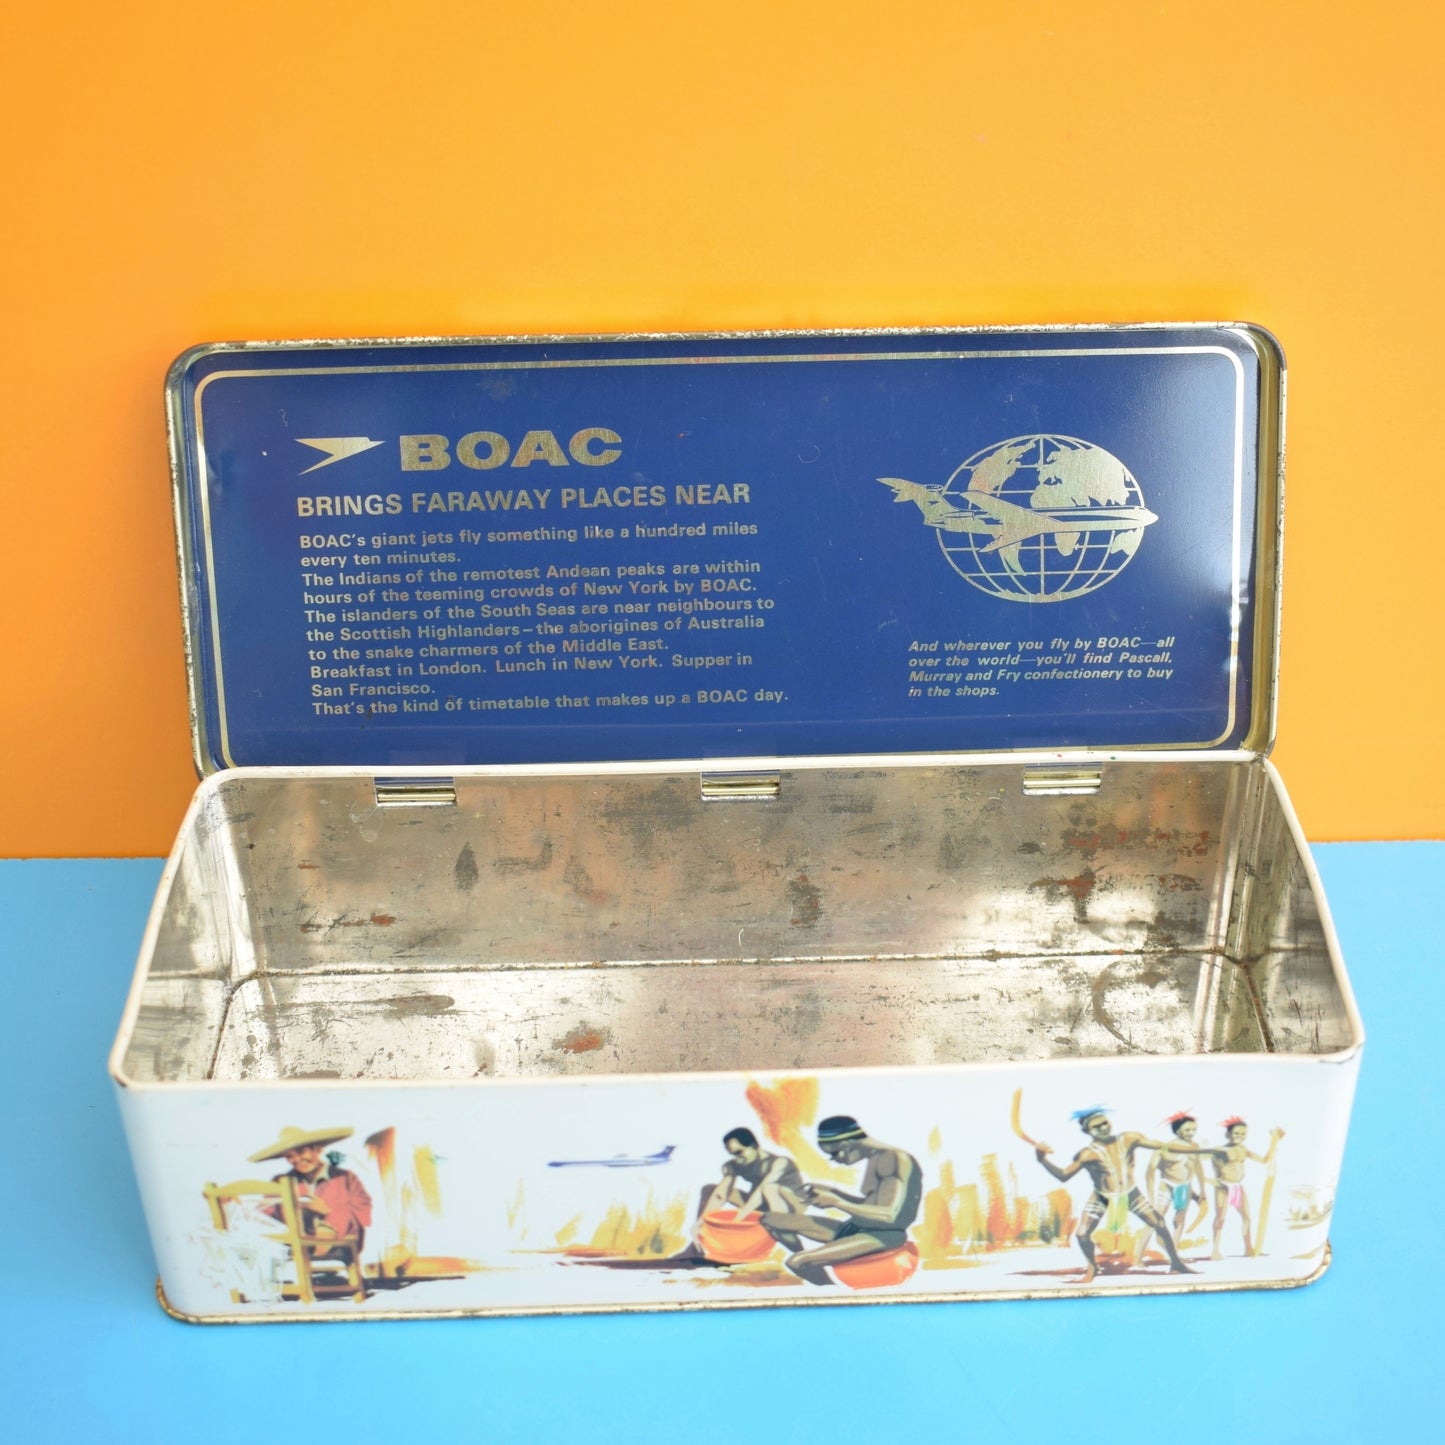 BOAC
BRINGS FARAWAY PLACES NEAR
BOAC's giant jets fly something like a hundred miles
every ten minutes.
The Indians of the remotest Andean peaks are within
hours of the teeming crowds of New York by BOAC.
The islanders of the South Seas are near neighbours to
the Scottish Highlanders–the aborigines of Australia
to the snake charmers of the Middle East.
Breakfast in London. Lunch in New York. Supper in
San Francisco.
That's the kind of timetable that makes up a BOAC day.
And wherever you fly by BOAC—all
over the world—you'll find Pascall,
Murray and Fry confectionery to buy
in the shops.